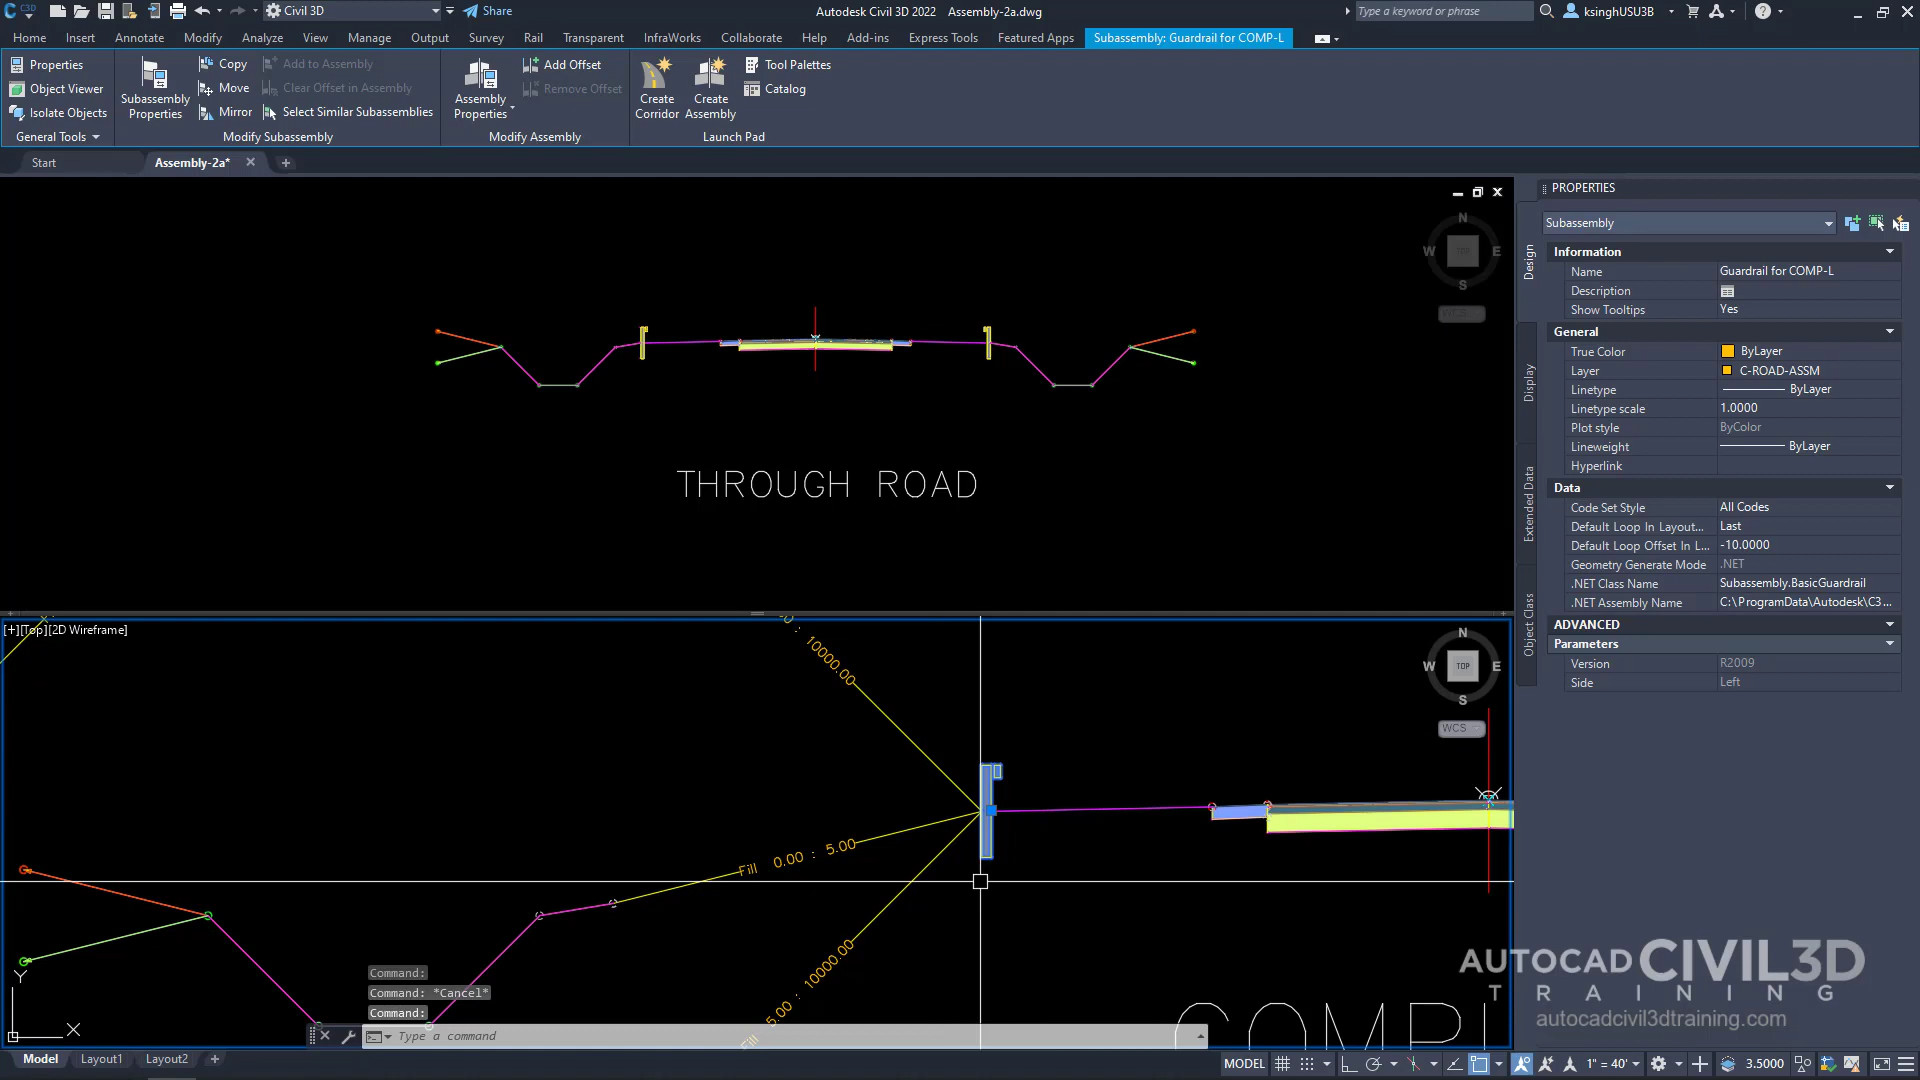 C3D
Civil 3D
Share
Autodesk Civil 3D 2022 Assembly-2a.dwg
Type a keyword or phrase
ksinghUSU3B
Home Insert Annotate Modify Analyze View Manage Output Survey Rail Transparent InfraWorks Collaborate Help Add-ins Express Tools Featured Apps Subassembly: Guardrail for COMP-L
Properties
Object Viewer
Isolate Objects
General Tools
Subassembly Properties
Copy
Move
Mirror
Add to Assembly
Clear Offset in Assembly
Select Similar Subassemblies
Modify Subassembly
Assembly Properties
Add Offset
Remove Offset
Modify Assembly
Create Corridor
Create Assembly
Tool Palettes
Catalog
Launch Pad
Start
Assembly-2a*
N
W TOP E
S
WCS
THROUGH ROAD
[+][Top][2D Wireframe]
10000.00
Fill 0.00 : 5.00
5.00 : 10000.00
Fill
N
W TOP E
S
WCS
COMPL
Y
X
Command:
Command: *Cancel*
Command:
Type a command
PROPERTIES
Subassembly
Design
Display
Extended Data
Object Class
Information
Name Guardrail for COMP-L
Description
Show Tooltips Yes
General
True Color ByLayer
Layer C-ROAD-ASSM
Linetype ByLayer
Linetype scale 1.0000
Plot style ByColor
Lineweight ByLayer
Hyperlink
Data
Code Set Style All Codes
Default Loop In Layout... Last
Default Loop Offset In L... -10.0000
Geometry Generate Mode .NET
.NET Class Name Subassembly.BasicGuardrail
.NET Assembly Name C:\ProgramData\Autodesk\C3...
ADVANCED
Parameters
Version R2009
Side Left
AUTOCAD CIVIL3D
TRAINING
autocadcivil3dtraining.com
Model Layout1 Layout2
MODEL
1" = 40'
3.5000